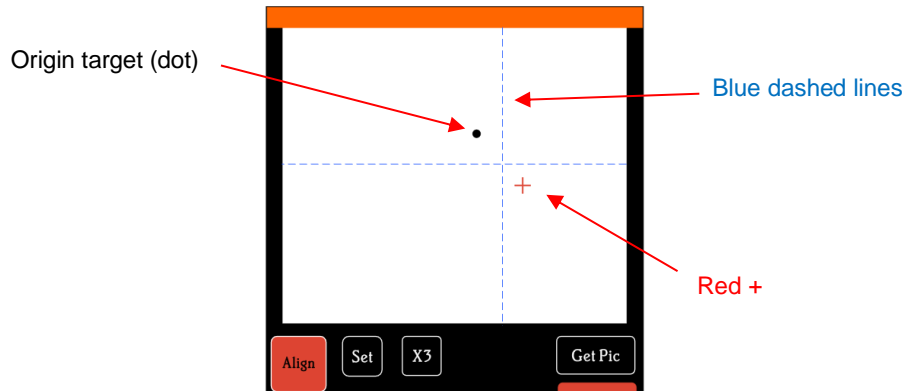 Origin target (dot)
Blue dashed lines
Red +
Align
Set
X3
Get Pic